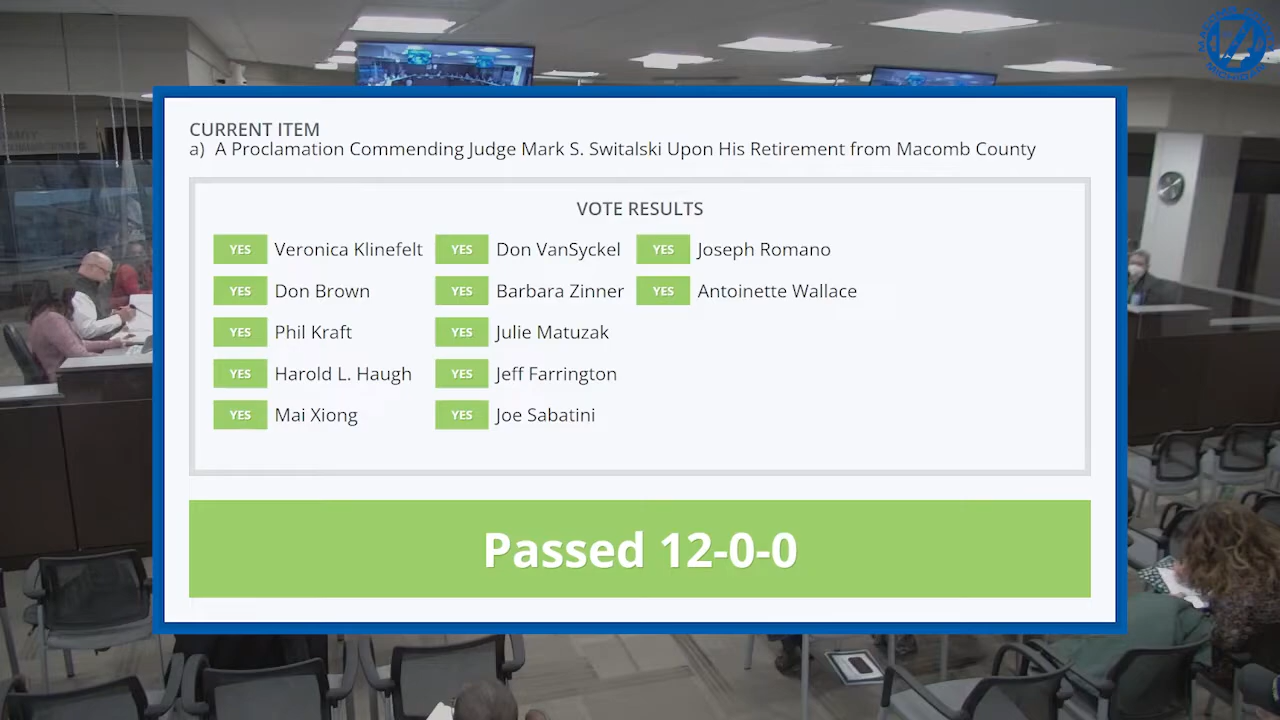 CURRENT ITEM
a) A Proclamation Commending Judge Mark S. Switalski Upon His Retirement from Macomb County
VOTE RESULTS
YES Veronica Klinefelt YES Don VanSyckel YES Joseph Romano
YES Don Brown YES Barbara Zinner YES Antoinette Wallace
YES Phil Kraft YES Julie Matuzak
YES Harold L. Haugh YES Jeff Farrington
YES Mai Xiong YES Joe Sabatini
Passed 12-0-0
MICHIGAN